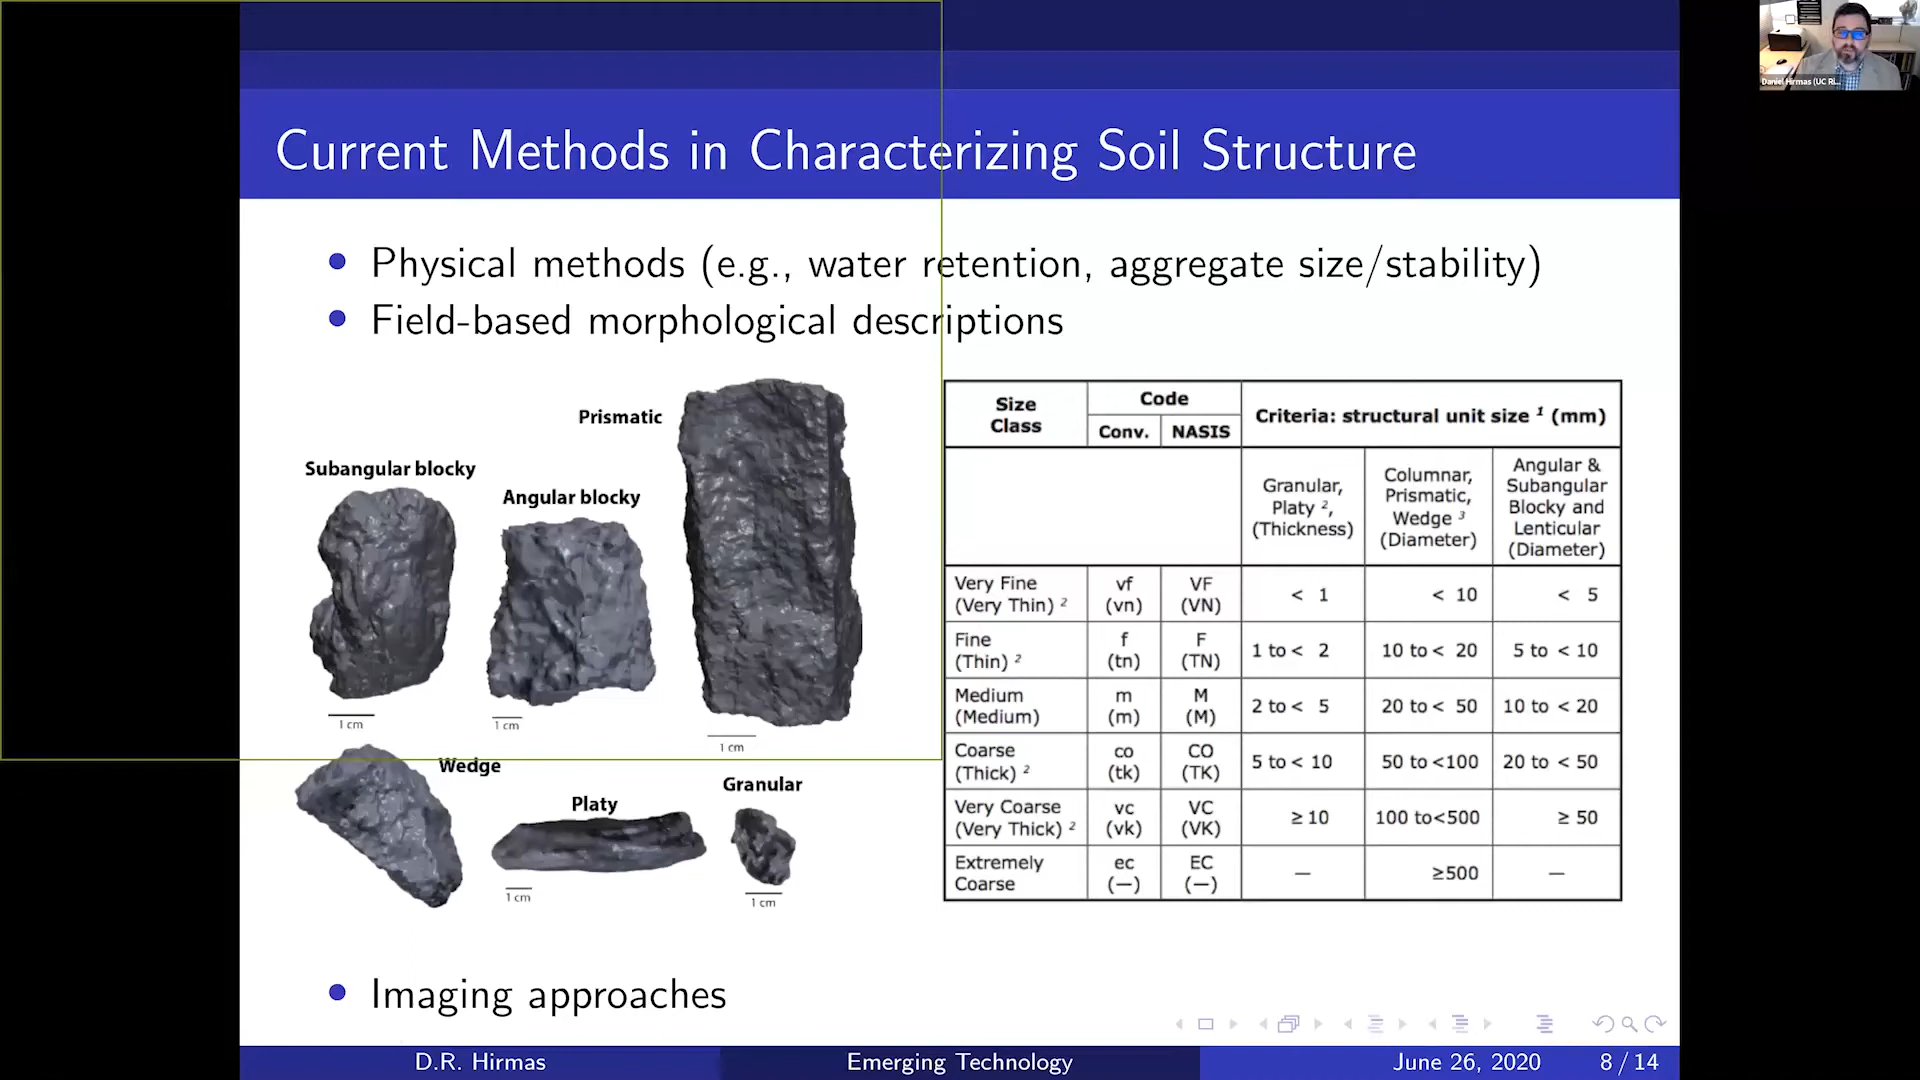 Daniel Hirmas (UC Ri...
Current Methods in Characterizing Soil Structure
• Physical methods (e.g., water retention, aggregate size/stability)
• Field-based morphological descriptions
Prismatic
Subangular blocky
Angular blocky
1 cm
1 cm
1 cm
Wedge
Platy
Granular
1 cm
1 cm
Size Class | Code | Criteria: structural unit size 1 (mm)
Conv. | NASIS
Granular, Platy 2, (Thickness) | Columnar, Prismatic, Wedge 3 (Diameter) | Angular & Subangular Blocky and Lenticular (Diameter)
Very Fine (Very Thin) 2 | vf (vn) | VF (VN) | < 1 | < 10 | < 5
Fine (Thin) 2 | f (tn) | F (TN) | 1 to < 2 | 10 to < 20 | 5 to < 10
Medium (Medium) | m (m) | M (M) | 2 to < 5 | 20 to < 50 | 10 to < 20
Coarse (Thick) 2 | co (tk) | CO (TK) | 5 to < 10 | 50 to <100 | 20 to < 50
Very Coarse (Very Thick) 2 | vc (vk) | VC (VK) | ≥ 10 | 100 to<500 | ≥ 50
Extremely Coarse | ec (—) | EC (—) | — | ≥500 | —
• Imaging approaches
D.R. Hirmas
Emerging Technology
June 26, 2020
8 / 14